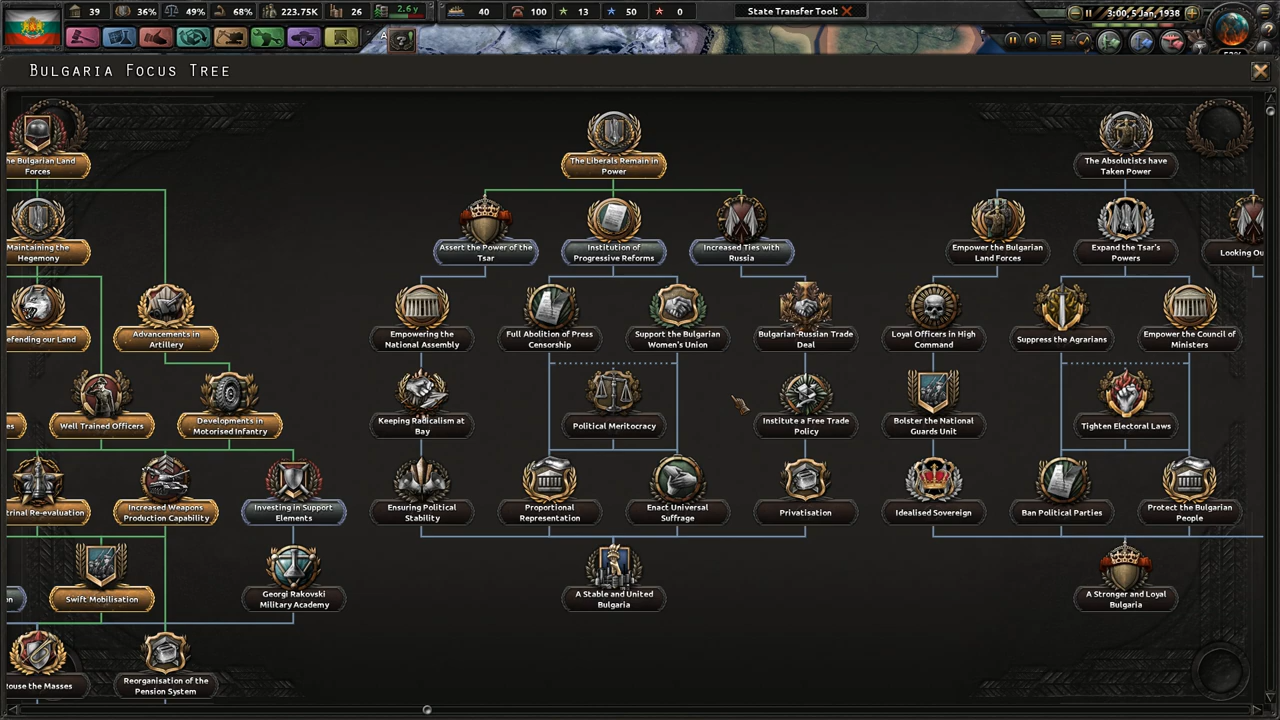 39
36%
49%
68%
223.75K
26
2.6 y
40
100
13
50
0
State Transfer Tool:
3:00, 5 Jan, 1938
Bulgaria Focus Tree
he Bulgarian Land
Forces
The Liberals Remain in
Power
The Absolutists have
Taken Power
Maintaining the
Hegemony
Assert the Power of the
Tsar
Institution of
Progressive Reforms
Increased Ties with
Russia
Empower the Bulgarian
Land Forces
Expand the Tsar's
Powers
Looking Ou
efending our Land
Advancements in
Artillery
Empowering the
National Assembly
Full Abolition of Press
Censorship
Support the Bulgarian
Women's Union
Bulgarian-Russian Trade
Deal
Loyal Officers in High
Command
Suppress the Agrarians
Empower the Council of
Ministers
es
Well Trained Officers
Developments in
Motorised Infantry
Keeping Radicalism at
Bay
Political Meritocracy
Institute a Free Trade
Policy
Bolster the National
Guards Unit
Tighten Electoral Laws
trinal Re-evaluation
Increased Weapons
Production Capability
Investing in Support
Elements
Ensuring Political
Stability
Proportional
Representation
Enact Universal
Suffrage
Privatisation
Idealised Sovereign
Ban Political Parties
Protect the Bulgarian
People
on
Swift Mobilisation
Georgi Rakovski
Military Academy
A Stable and United
Bulgaria
A Stronger and Loyal
Bulgaria
ouse the Masses
Reorganisation of the
Pension System